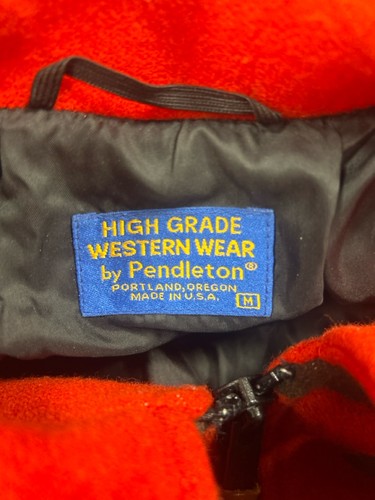 HIGH GRADE
WESTERN WEAR
by Pendleton®
PORTLAND, OREGON
MADE IN U.S.A. M